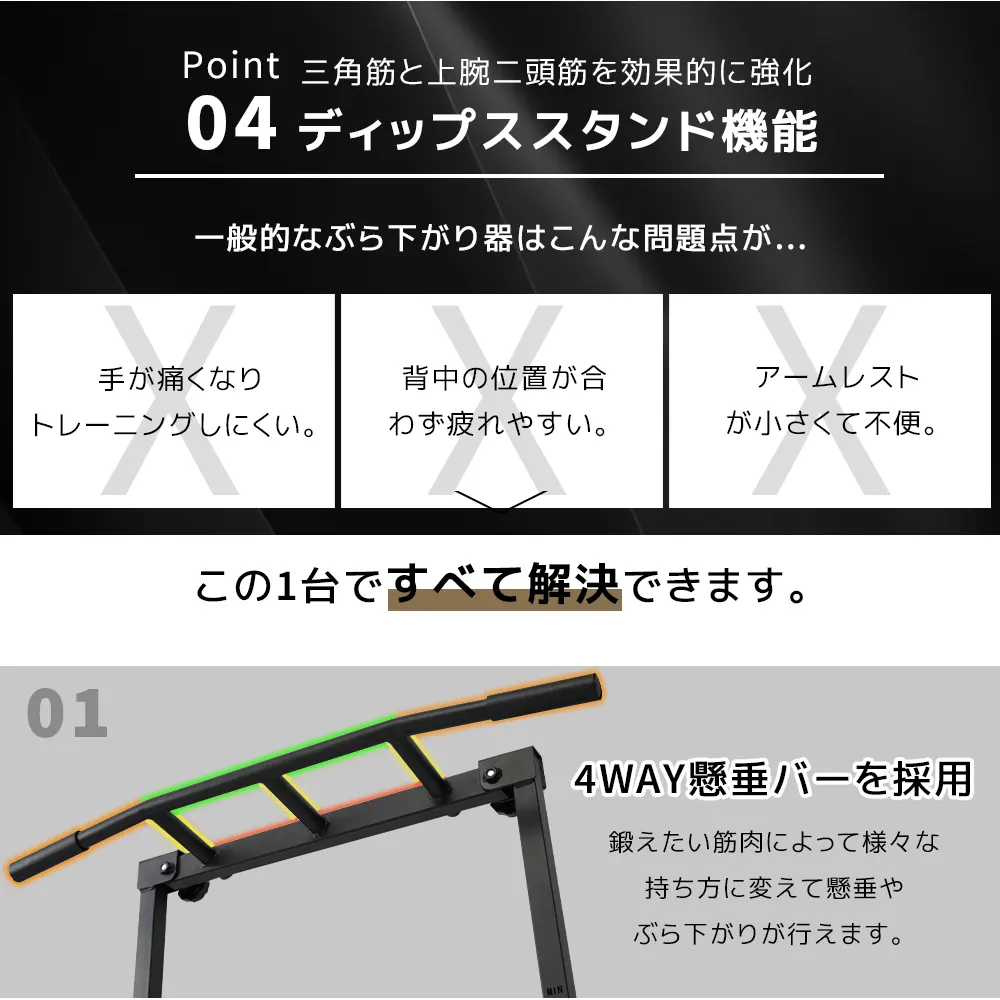 Point 三角筋と上腕二頭筋を効果的に強化
04 ディップススタンド機能
一般的なぶら下がり器はこんな問題点が...
X
手が痛くなり
トレーニングしにくい。
X
背中の位置が合
わず疲れやすい。
X
アームレスト
が小さくて不便。
この1台ですべて解決できます。
01
4WAY懸垂バーを採用
鍛えたい筋肉によって様々な
持ち方に変えて懸垂や
ぶら下がりが行えます。
MIN